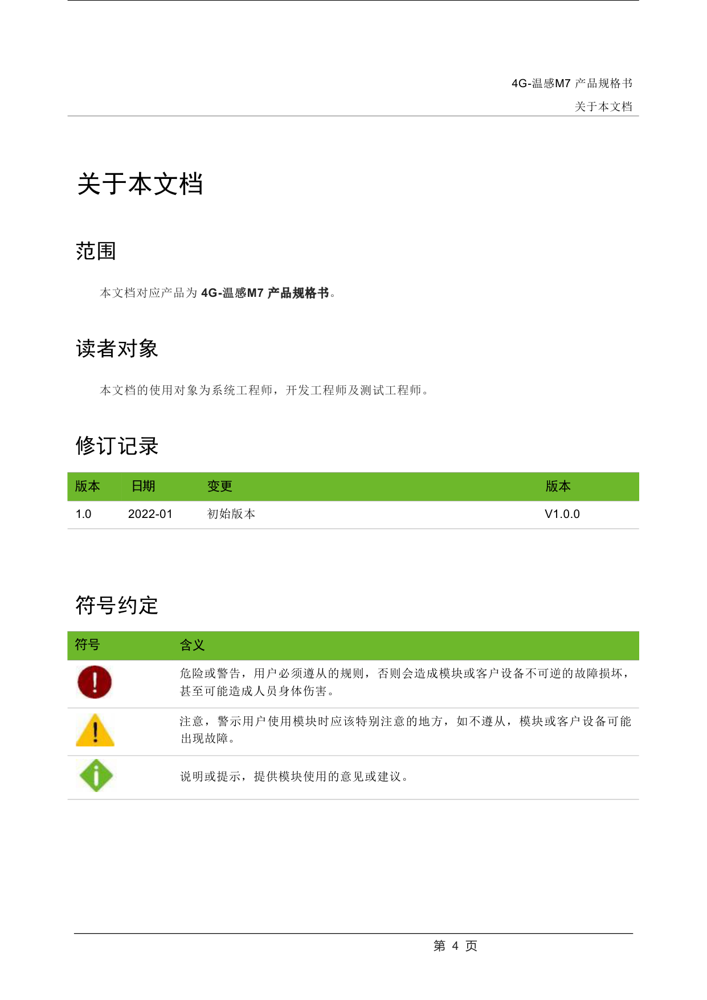 4G-温感M7 产品规格书
关于本文档
关于本文档
范围
本文档对应产品为 4G-温感M7 产品规格书。
读者对象
本文档的使用对象为系统工程师，开发工程师及测试工程师。
修订记录
版本 日期 变更 版本
1.0 2022-01 初始版本 V1.0.0
符号约定
符号 含义
危险或警告，用户必须遵从的规则，否则会造成模块或客户设备不可逆的故障损坏，
甚至可能造成人员身体伤害。
注意，警示用户使用模块时应该特别注意的地方，如不遵从，模块或客户设备可能
出现故障。
说明或提示，提供模块使用的意见或建议。
第 4 页